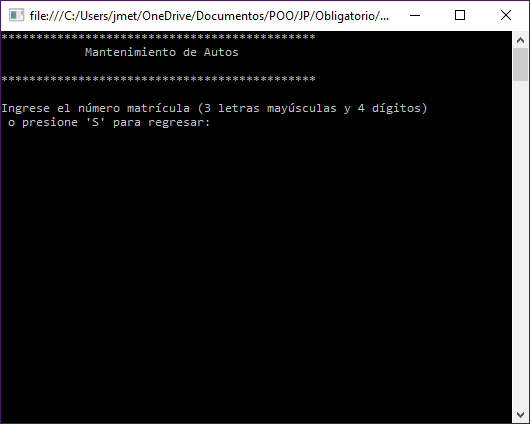 file:///C:/Users/jmet/OneDrive/Documentos/POO/JP/Obligatorio/...
*********************************************
Mantenimiento de Autos
*********************************************
Ingrese el número matrícula (3 letras mayúsculas y 4 dígitos)
o presione 'S' para regresar: